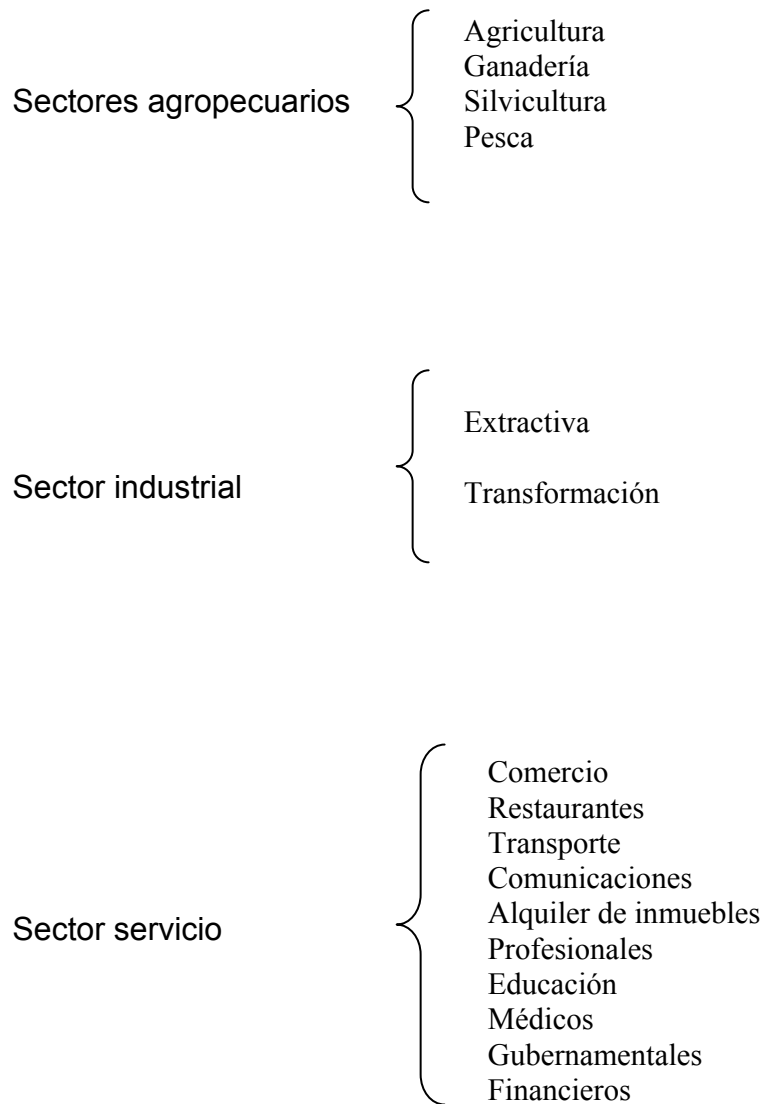 Sectores agropecuarios
Agricultura
Ganadería
Silvicultura
Pesca
Sector industrial
Extractiva
Transformación
Sector servicio
Comercio
Restaurantes
Transporte
Comunicaciones
Alquiler de inmuebles
Profesionales
Educación
Médicos
Gubernamentales
Financieros